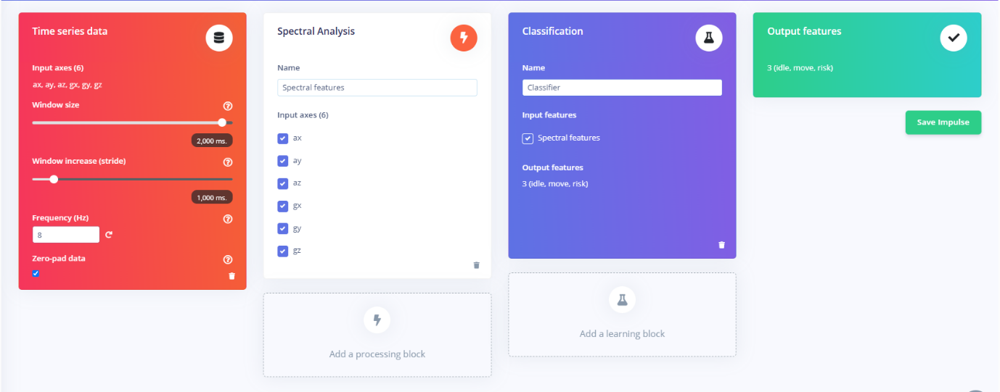 Time series data
Input axes (6)
ax, ay, az, gx, gy, gz
Window size
2,000 ms.
Window increase (stride)
1,000 ms.
Frequency (Hz)
8
Zero-pad data
Spectral Analysis
Name
Spectral features
Input axes (6)
ax
ay
az
gx
gy
gz
Add a processing block
Classification
Name
Classifier
Input features
Spectral features
Output features
3 (idle, move, risk)
Add a learning block
Output features
3 (idle, move, risk)
Save Impulse